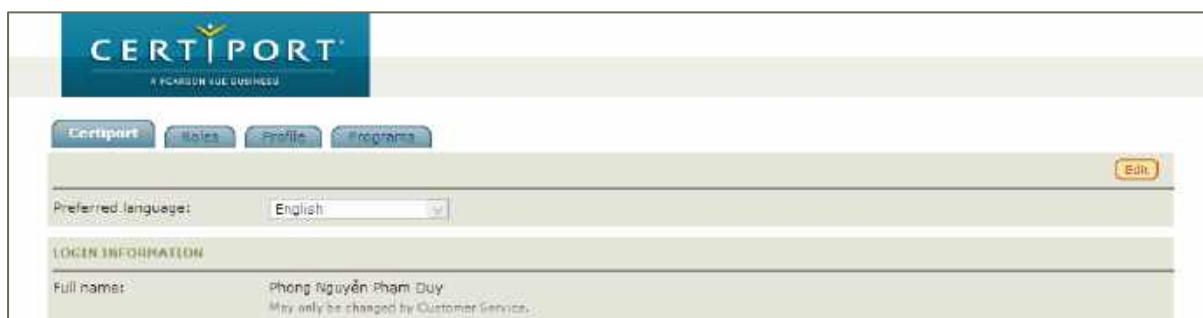 CERTIPORT
A PEARSON VUE BUSINESS
Certiport Roles Profile Programs
Edit
Preferred language: English
LOGIN INFORMATION
Full name: Phong Nguyễn Phạm Duy
May only be changed by Customer Service.